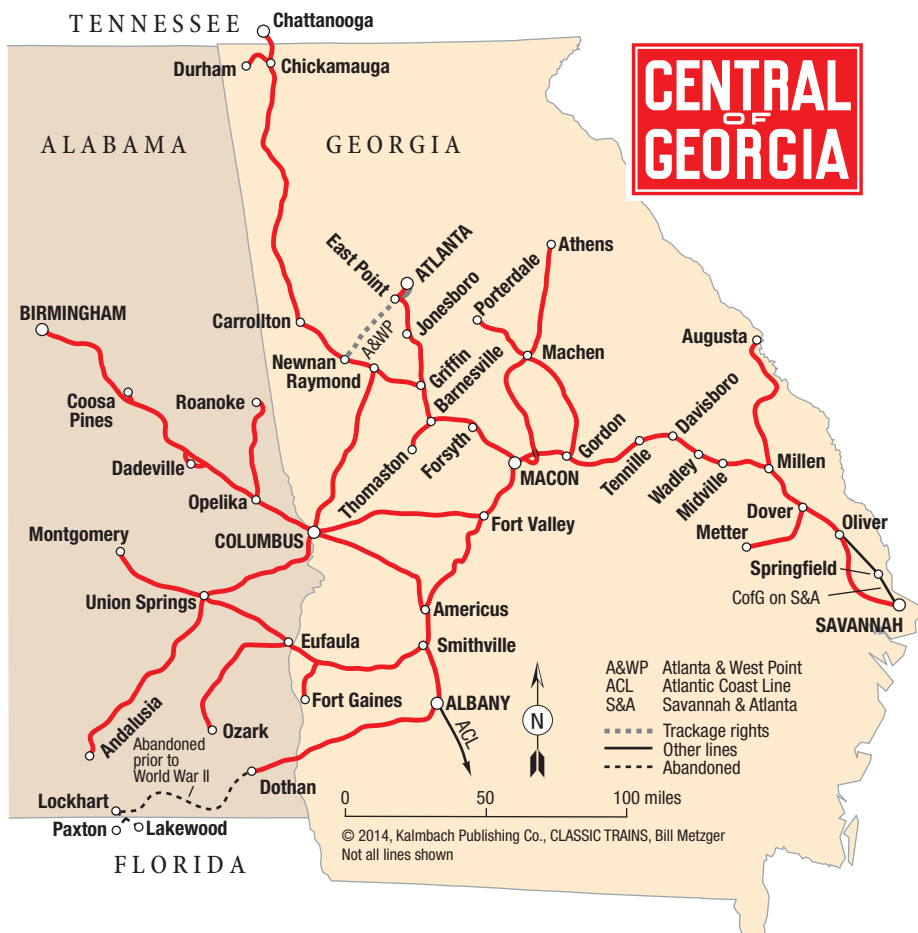 TENNESSEE
Chattanooga
Durham
Chickamauga
CENTRAL
OF
GEORGIA
ALABAMA
GEORGIA
East Point
ATLANTA
Athens
Porterdale
Jonesboro
BIRMINGHAM
Carrollton
A&WP
Augusta
Newnan
Raymond
Griffin
Barnesville
Machen
Coosa
Pines
Roanoke
Davisboro
Gordon
Dadeville
Thomaston
Forsyth
MACON
Tennille
Wadley
Midville
Millen
Opelika
Dover
Oliver
Montgomery
COLUMBUS
Fort Valley
Metter
Springfield
CofG on S&A
Union Springs
Americus
SAVANNAH
Eufaula
Smithville
A&WP Atlanta & West Point
ACL Atlantic Coast Line
S&A Savannah & Atlanta
Fort Gaines
ALBANY
Andalusia
Ozark
ACL
N
Trackage rights
Other lines
Abandoned
Abandoned
prior to
World War II
Dothan
Lockhart
Paxton
Lakewood
0 50 100 miles
© 2014, Kalmbach Publishing Co., CLASSIC TRAINS, Bill Metzger
Not all lines shown
FLORIDA